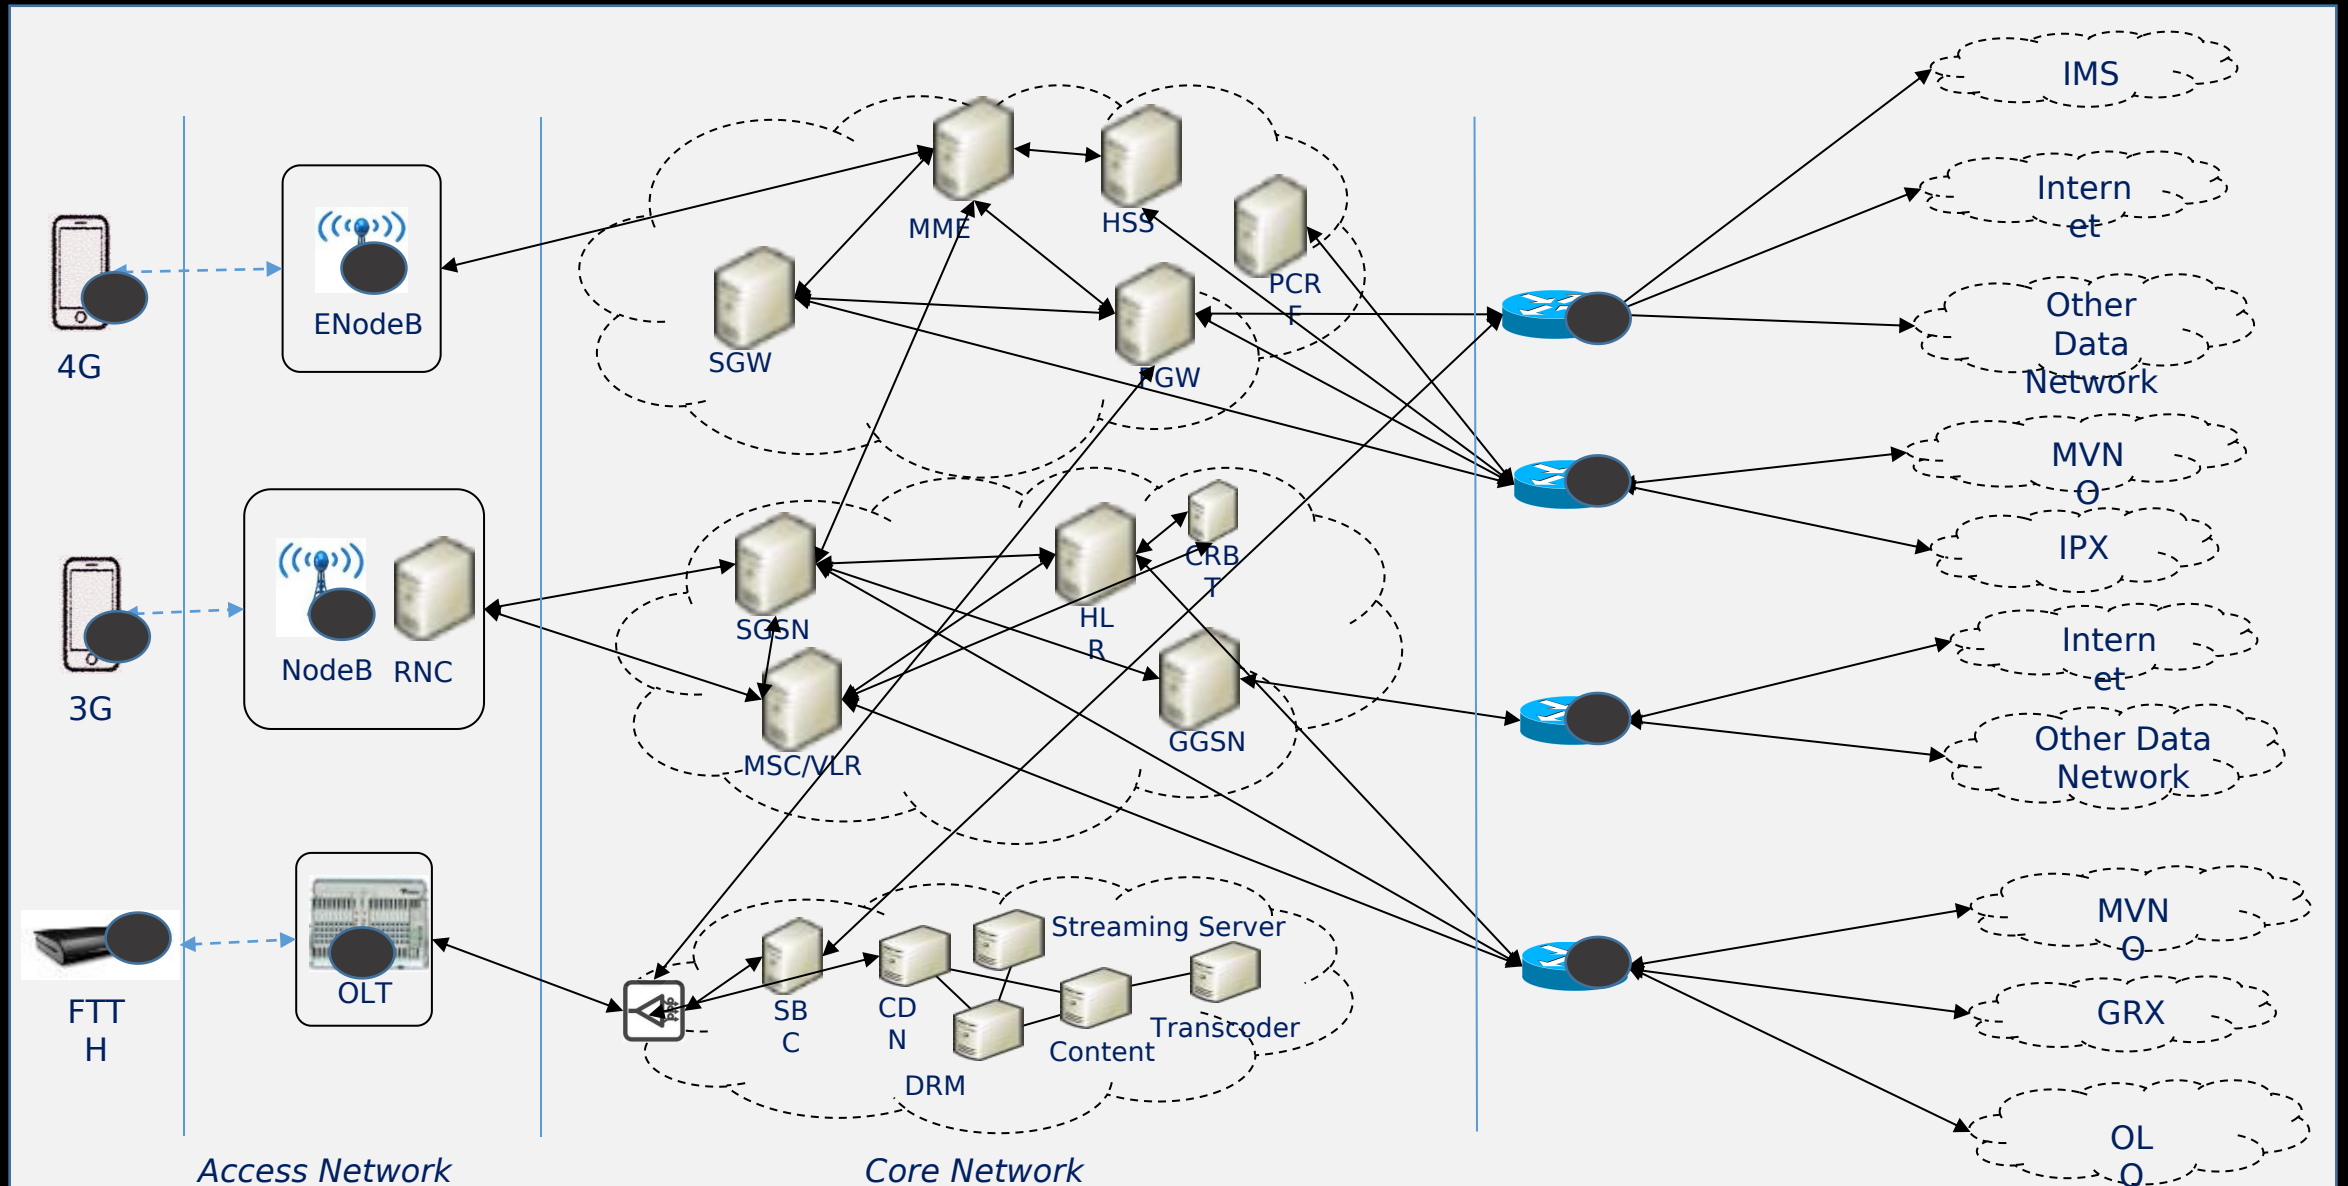 IMS
Intern
et
Other
Data
Network
MME
HSS
PCR
F
SGW
PGW
ENodeB
4G
MVN
O
IPX
CRB
T
SGSN
HL
R
NodeB
RNC
3G
MSC/VLR
GGSN
Intern
et
Other Data
Network
OLT
FTT
H
SB
C
CD
N
Streaming Server
Transcoder
Content
DRM
MVN
O
GRX
OL
O
Access Network
Core Network